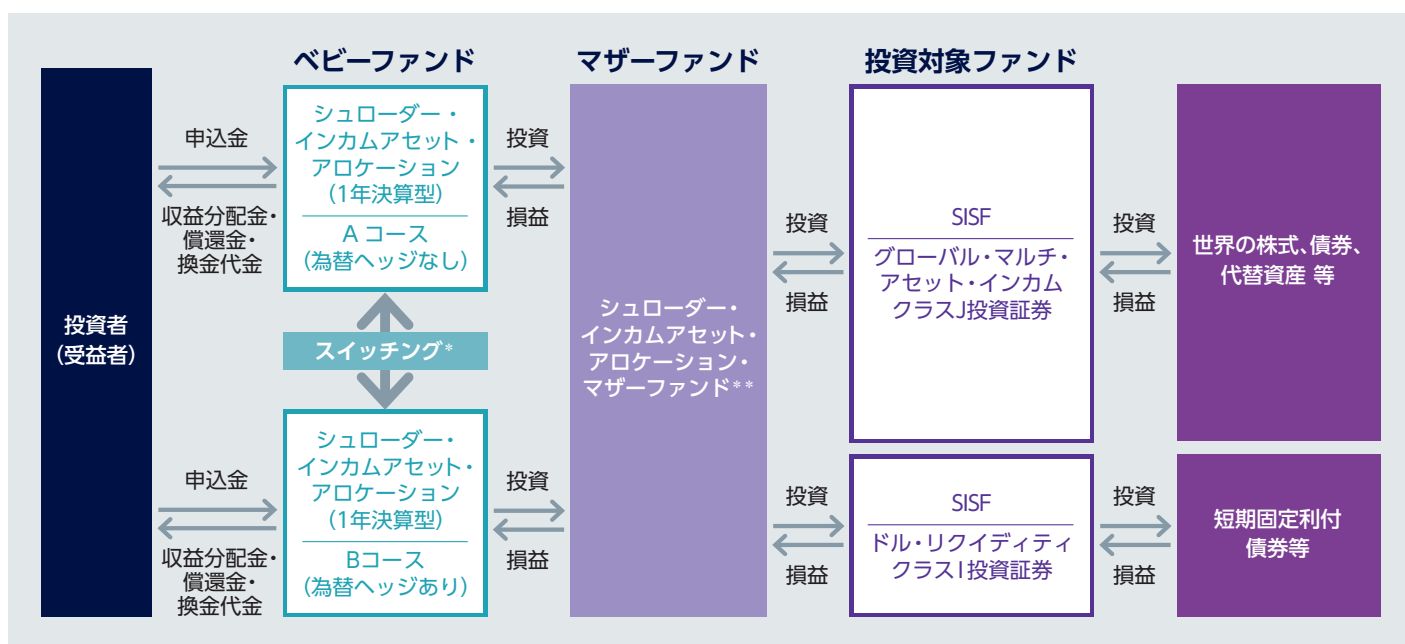 ベビーファンド
マザーファンド
投資対象ファンド
投資者
(受益者)
申込金
収益分配金・
償還金・
換金代金
シュローダー・
インカムアセット・
アロケーション
(1年決算型)
A コース
(為替ヘッジなし)
投資
損益
スイッチング*
申込金
収益分配金・
償還金・
換金代金
シュローダー・
インカムアセット・
アロケーション
(1年決算型)
Bコース
(為替ヘッジあり)
投資
損益
シュローダー・
インカムアセット・
アロケーション・
マザーファンド**
投資
損益
SISF
グローバル・マルチ・
アセット・インカム
クラスJ投資証券
投資
損益
世界の株式、債券、
代替資産 等
投資
損益
SISF
ドル・リクイディティ
クラスI投資証券
投資
損益
短期固定利付
債券等